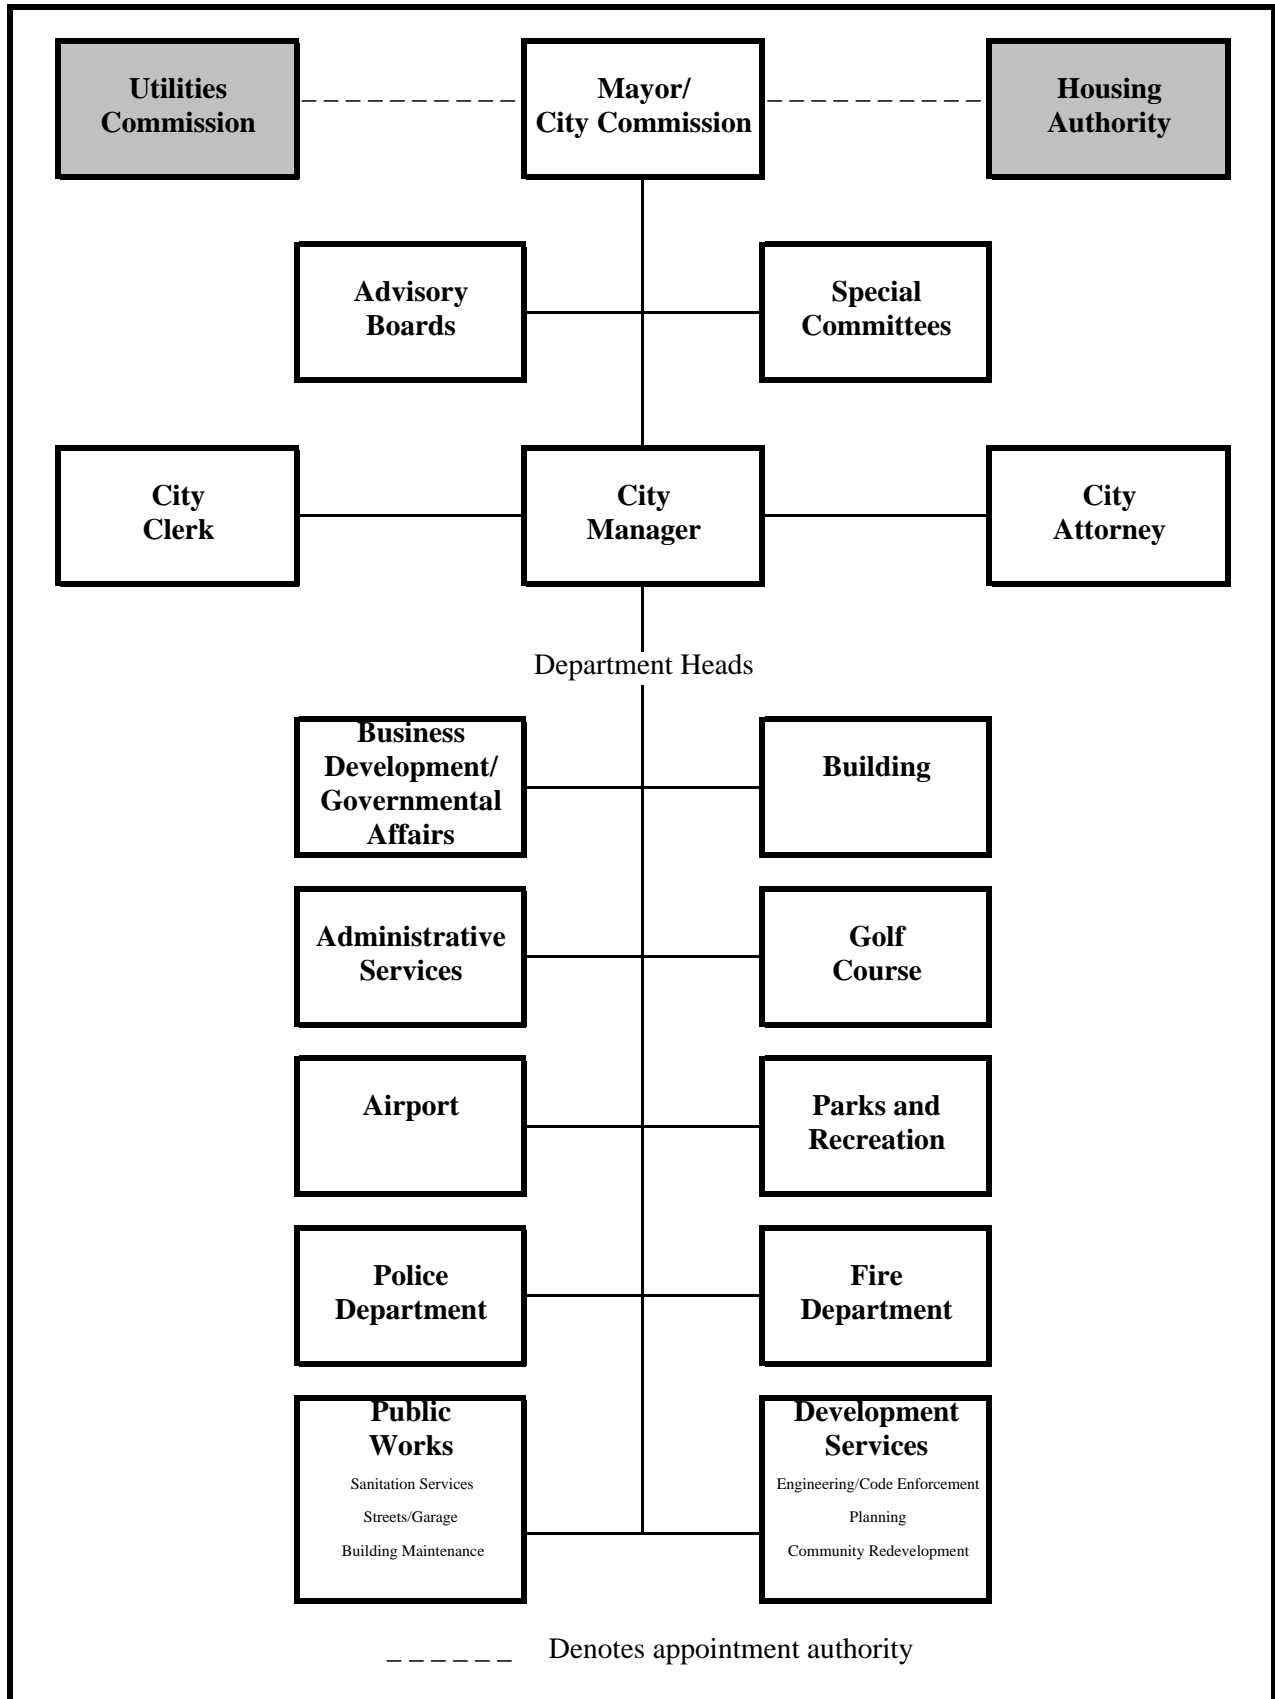 Utilities
Commission
Mayor/
City Commission
Housing
Authority
Advisory
Boards
Special
Committees
City
Clerk
City
Manager
City
Attorney
Department Heads
Business
Development/
Governmental
Affairs
Building
Administrative
Services
Golf
Course
Airport
Parks and
Recreation
Police
Department
Fire
Department
Public
Works
Sanitation Services
Streets/Garage
Building Maintenance
Development
Services
Engineering/Code Enforcement
Planning
Community Redevelopment
Denotes appointment authority